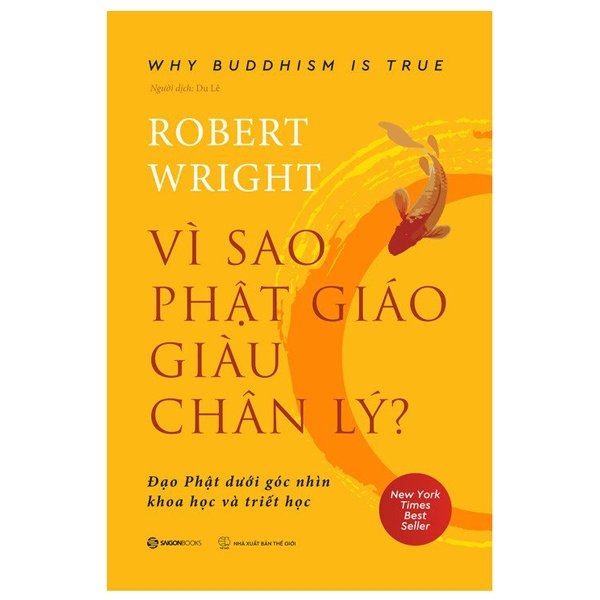 WHY BUDDHISM IS TRUE
Người dịch: Du Lê
ROBERT
WRIGHT
VÌ SAO
PHẬT GIÁO
GIÀU
CHÂN LÝ?
Đạo Phật dưới góc nhìn
khoa học và triết học
New York
Times
Best
Seller
SAIGONBOOKS
NHÀ XUẤT BẢN THẾ GIỚI